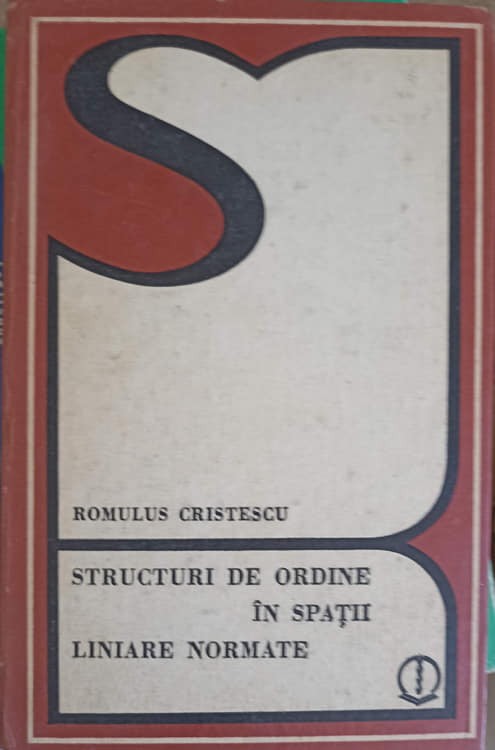 ROMULUS CRISTESCU
STRUCTURI DE ORDINE
ÎN SPAŢII
LINIARE NORMATE